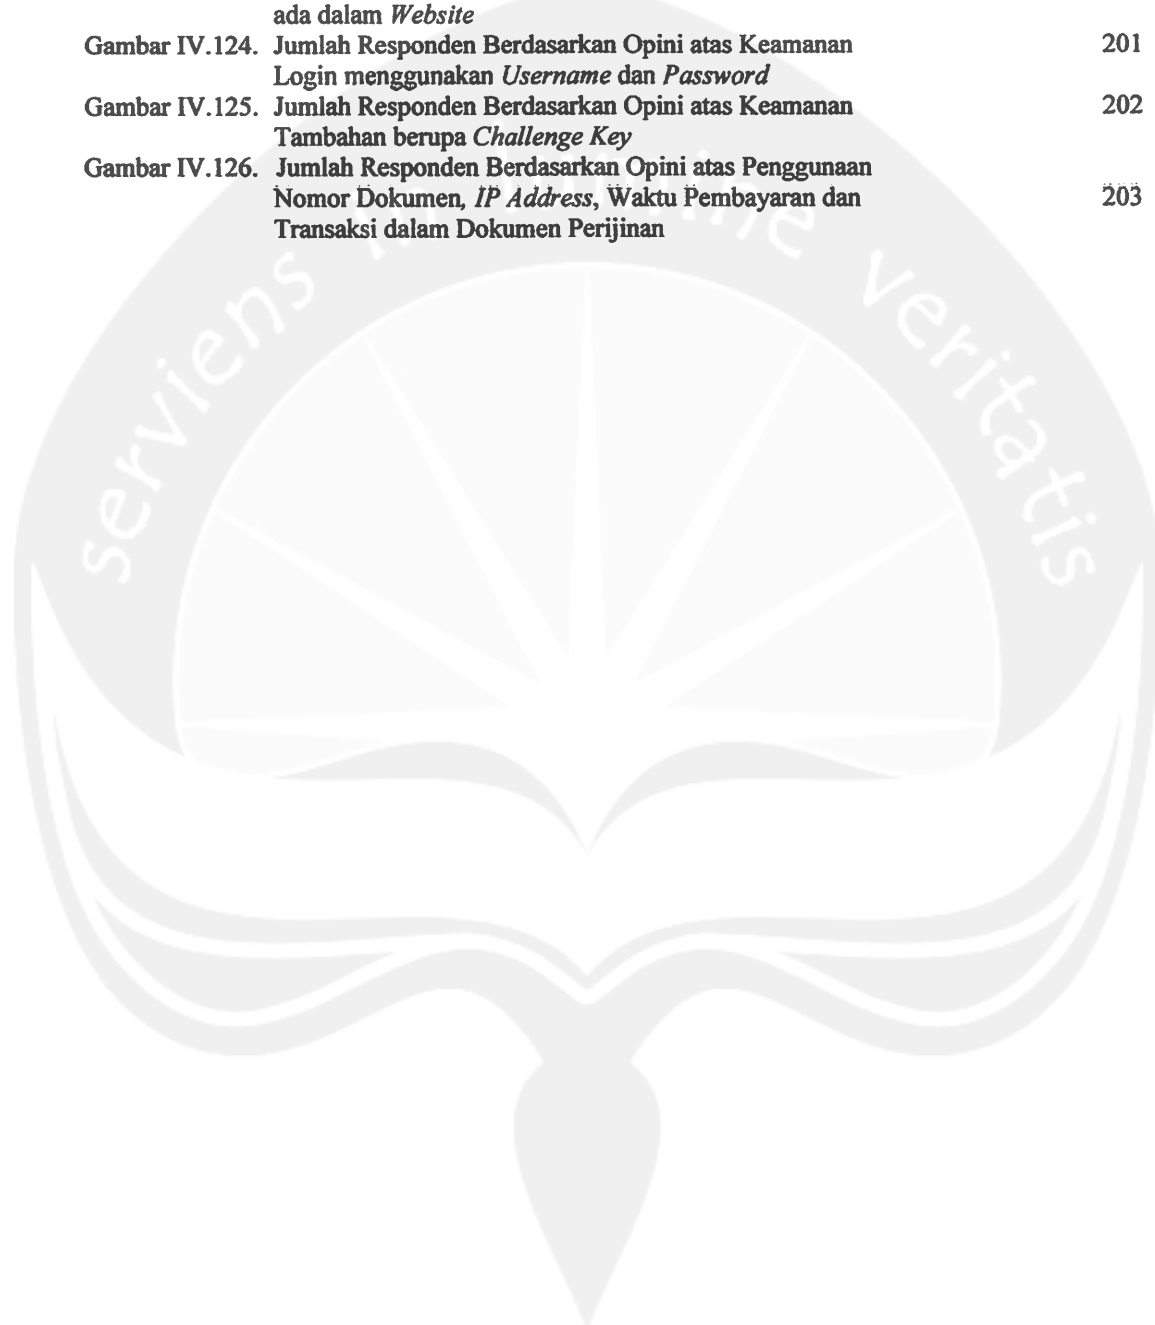 ada dalam Website
Gambar IV.124. Jumlah Responden Berdasarkan Opini atas Keamanan 201
Login menggunakan Username dan Password
Gambar IV.125. Jumlah Responden Berdasarkan Opini atas Keamanan 202
Tambahan berupa Challenge Key
Gambar IV.126. Jumlah Responden Berdasarkan Opini atas Penggunaan
Nomor Dokumen, IP Address, Waktu Pembayaran dan 203
Transaksi dalam Dokumen Perijinan
serviens in lumine veritatis